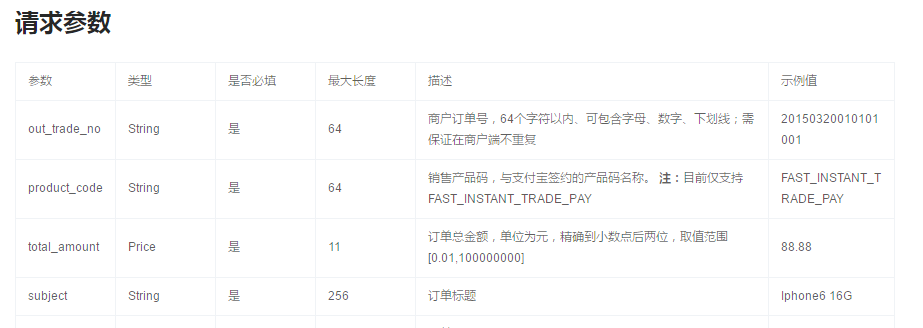 请求参数
参数 类型 是否必填 最大长度 描述 示例值
out_trade_no String 是 64 商户订单号，64个字符以内、可包含字母、数字、下划线；需保证在商户端不重复 20150320010101001
product_code String 是 64 销售产品码，与支付宝签约的产品码名称。 注：目前仅支持FAST_INSTANT_TRADE_PAY FAST_INSTANT_TRADE_PAY
total_amount Price 是 11 订单总金额，单位为元，精确到小数点后两位，取值范围[0.01,100000000] 88.88
subject String 是 256 订单标题 Iphone6 16G